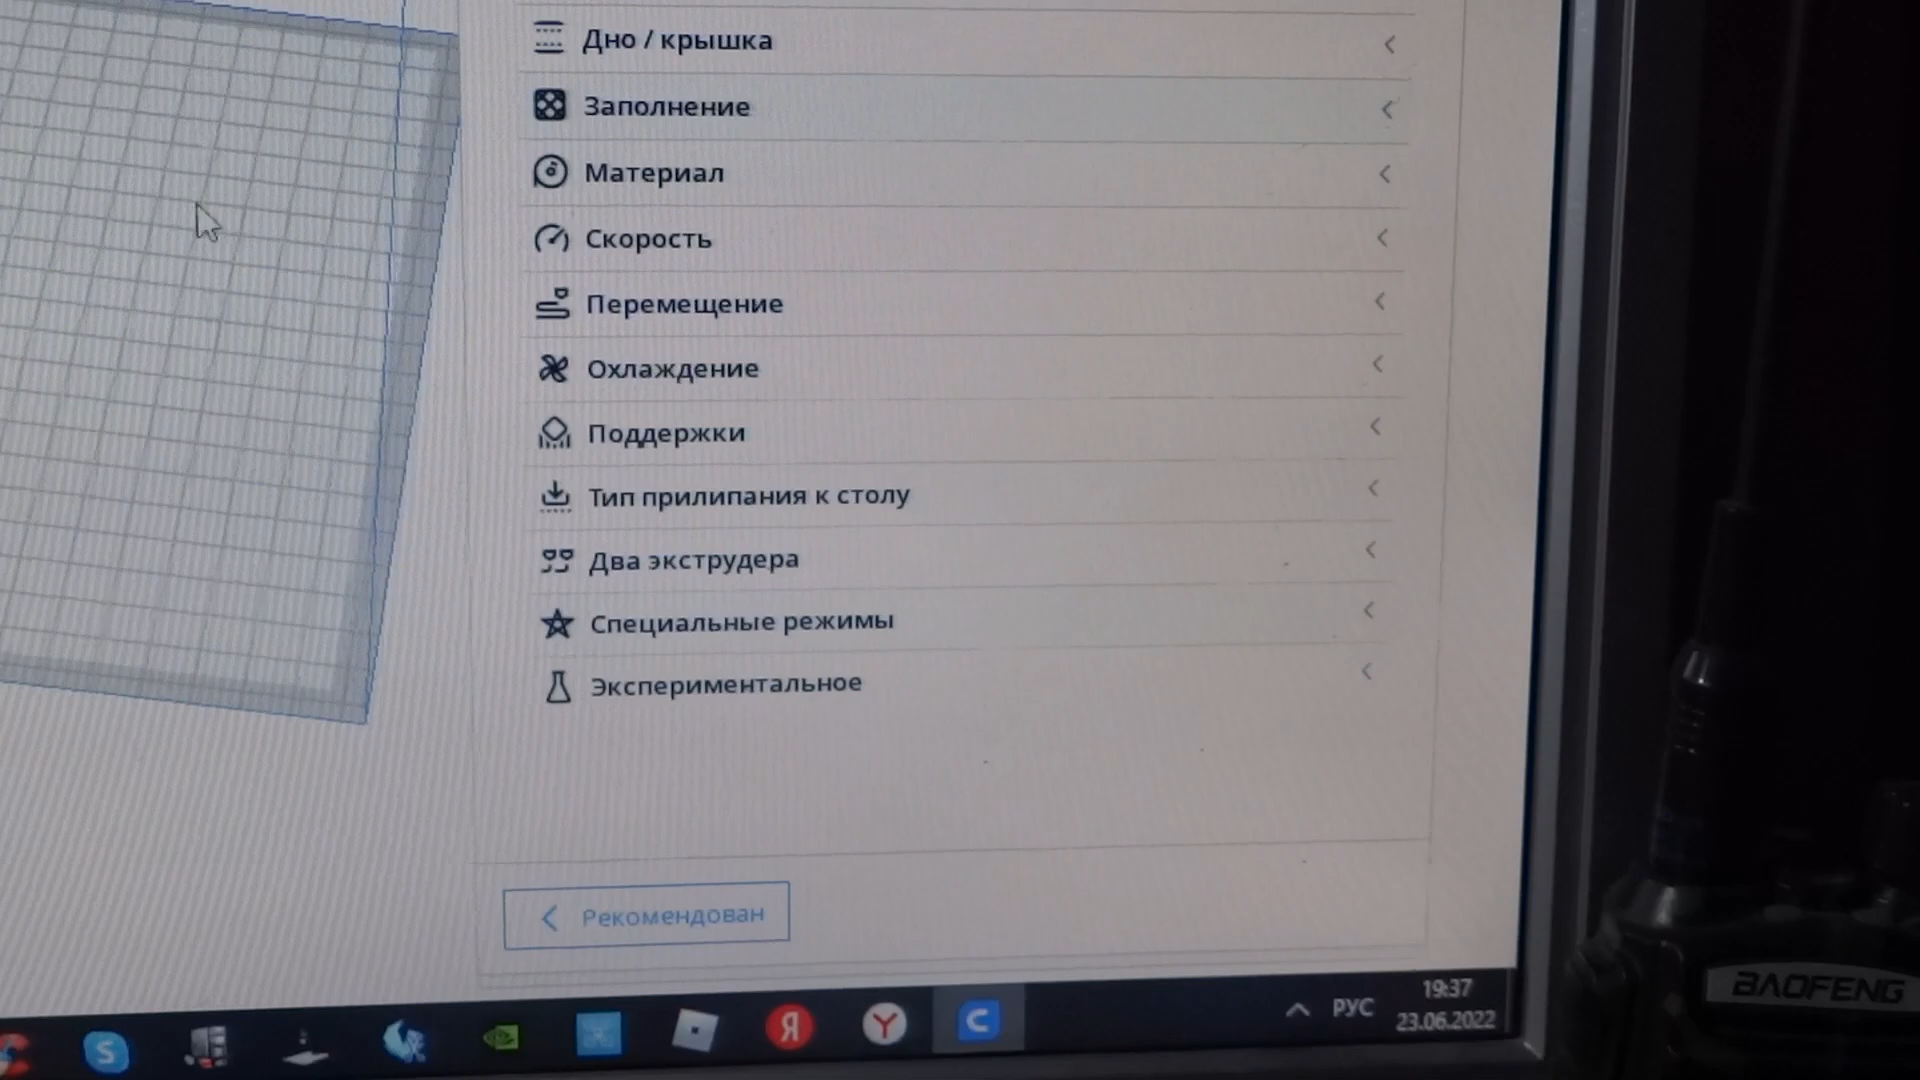 Дно / крышка
Заполнение
Материал
Скорость
Перемещение
Охлаждение
Поддержки
Тип прилипания к столу
Два экструдера
Специальные режимы
Экспериментальное
Рекомендован
S
Я
Y
C
РУС
19:37
23.06.2022
BAOFENG